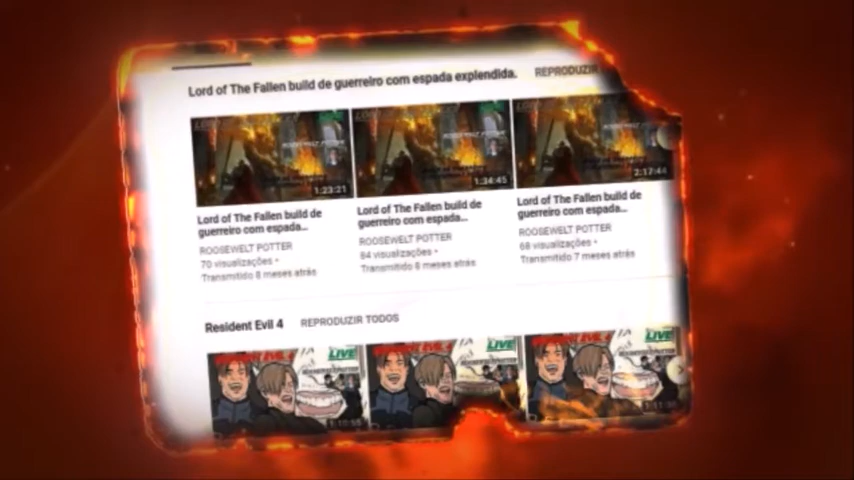 Lord of The Fallen build de guerreiro com espada explendida. REPRODUZIR
1:23:21
1:34:45
2:17:44
Lord of The Fallen build de
guerreiro com espada...
ROOSEWELT POTTER
70 visualizações •
Transmitido 8 meses atrás
Lord of The Fallen build de
guerreiro com espada...
ROOSEWELT POTTER
84 visualizações •
Transmitido 8 meses atrás
Lord of The Fallen build de
guerreiro com espada...
ROOSEWELT POTTER
68 visualizações •
Transmitido 7 meses atrás
Resident Evil 4 REPRODUZIR TODOS
RESIDENT EVIL 4
LIVE
LIVE
LIVE